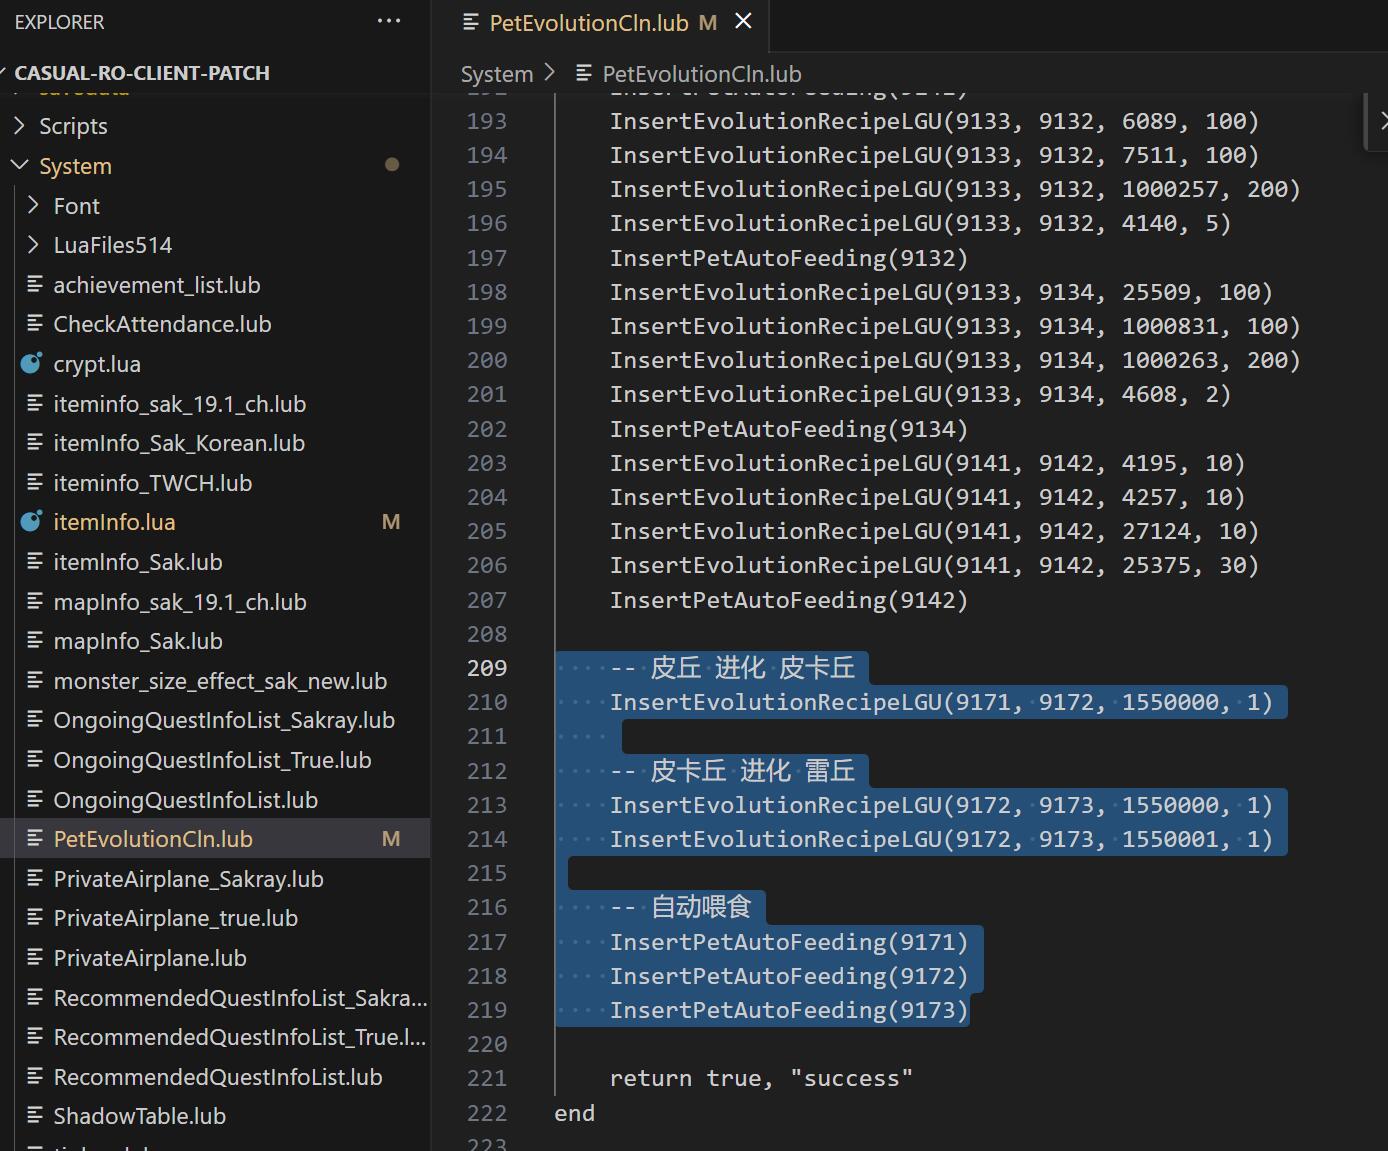 EXPLORER
...
CASUAL-RO-CLIENT-PATCH
savedata
Scripts
System
Font
LuaFiles514
achievement_list.lub
CheckAttendance.lub
crypt.lua
iteminfo_sak_19.1_ch.lub
itemInfo_Sak_Korean.lub
iteminfo_TWCH.lub
itemInfo.lua M
itemInfo_Sak.lub
mapInfo_sak_19.1_ch.lub
mapInfo_Sak.lub
monster_size_effect_sak_new.lub
OngoingQuestInfoList_Sakray.lub
OngoingQuestInfoList_True.lub
OngoingQuestInfoList.lub
PetEvolutionCln.lub M
PrivateAirplane_Sakray.lub
PrivateAirplane_true.lub
PrivateAirplane.lub
RecommendedQuestInfoList_Sakra...
RecommendedQuestInfoList_True.l...
RecommendedQuestInfoList.lub
ShadowTable.lub
PetEvolutionCln.lub M
System > PetEvolutionCln.lub
192 InsertPetAutoFeeding(9141)
193 InsertEvolutionRecipeLGU(9133, 9132, 6089, 100)
194 InsertEvolutionRecipeLGU(9133, 9132, 7511, 100)
195 InsertEvolutionRecipeLGU(9133, 9132, 1000257, 200)
196 InsertEvolutionRecipeLGU(9133, 9132, 4140, 5)
197 InsertPetAutoFeeding(9132)
198 InsertEvolutionRecipeLGU(9133, 9134, 25509, 100)
199 InsertEvolutionRecipeLGU(9133, 9134, 1000831, 100)
200 InsertEvolutionRecipeLGU(9133, 9134, 1000263, 200)
201 InsertEvolutionRecipeLGU(9133, 9134, 4608, 2)
202 InsertPetAutoFeeding(9134)
203 InsertEvolutionRecipeLGU(9141, 9142, 4195, 10)
204 InsertEvolutionRecipeLGU(9141, 9142, 4257, 10)
205 InsertEvolutionRecipeLGU(9141, 9142, 27124, 10)
206 InsertEvolutionRecipeLGU(9141, 9142, 25375, 30)
207 InsertPetAutoFeeding(9142)
208
209 -- 皮丘 进化 皮卡丘
210 InsertEvolutionRecipeLGU(9171, 9172, 1550000, 1)
211
212 -- 皮卡丘 进化 雷丘
213 InsertEvolutionRecipeLGU(9172, 9173, 1550000, 1)
214 InsertEvolutionRecipeLGU(9172, 9173, 1550001, 1)
215
216 -- 自动喂食
217 InsertPetAutoFeeding(9171)
218 InsertPetAutoFeeding(9172)
219 InsertPetAutoFeeding(9173)
220
221 return true, "success"
222 end
223